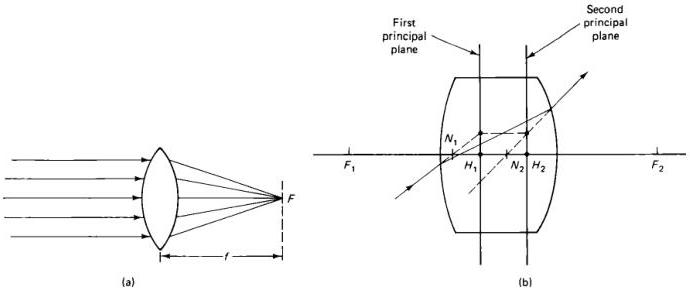 First
principal
plane
Second
principal
plane
F
f
(a)
N₁
F₁
H₁
N₂
H₂
F₂
(b)